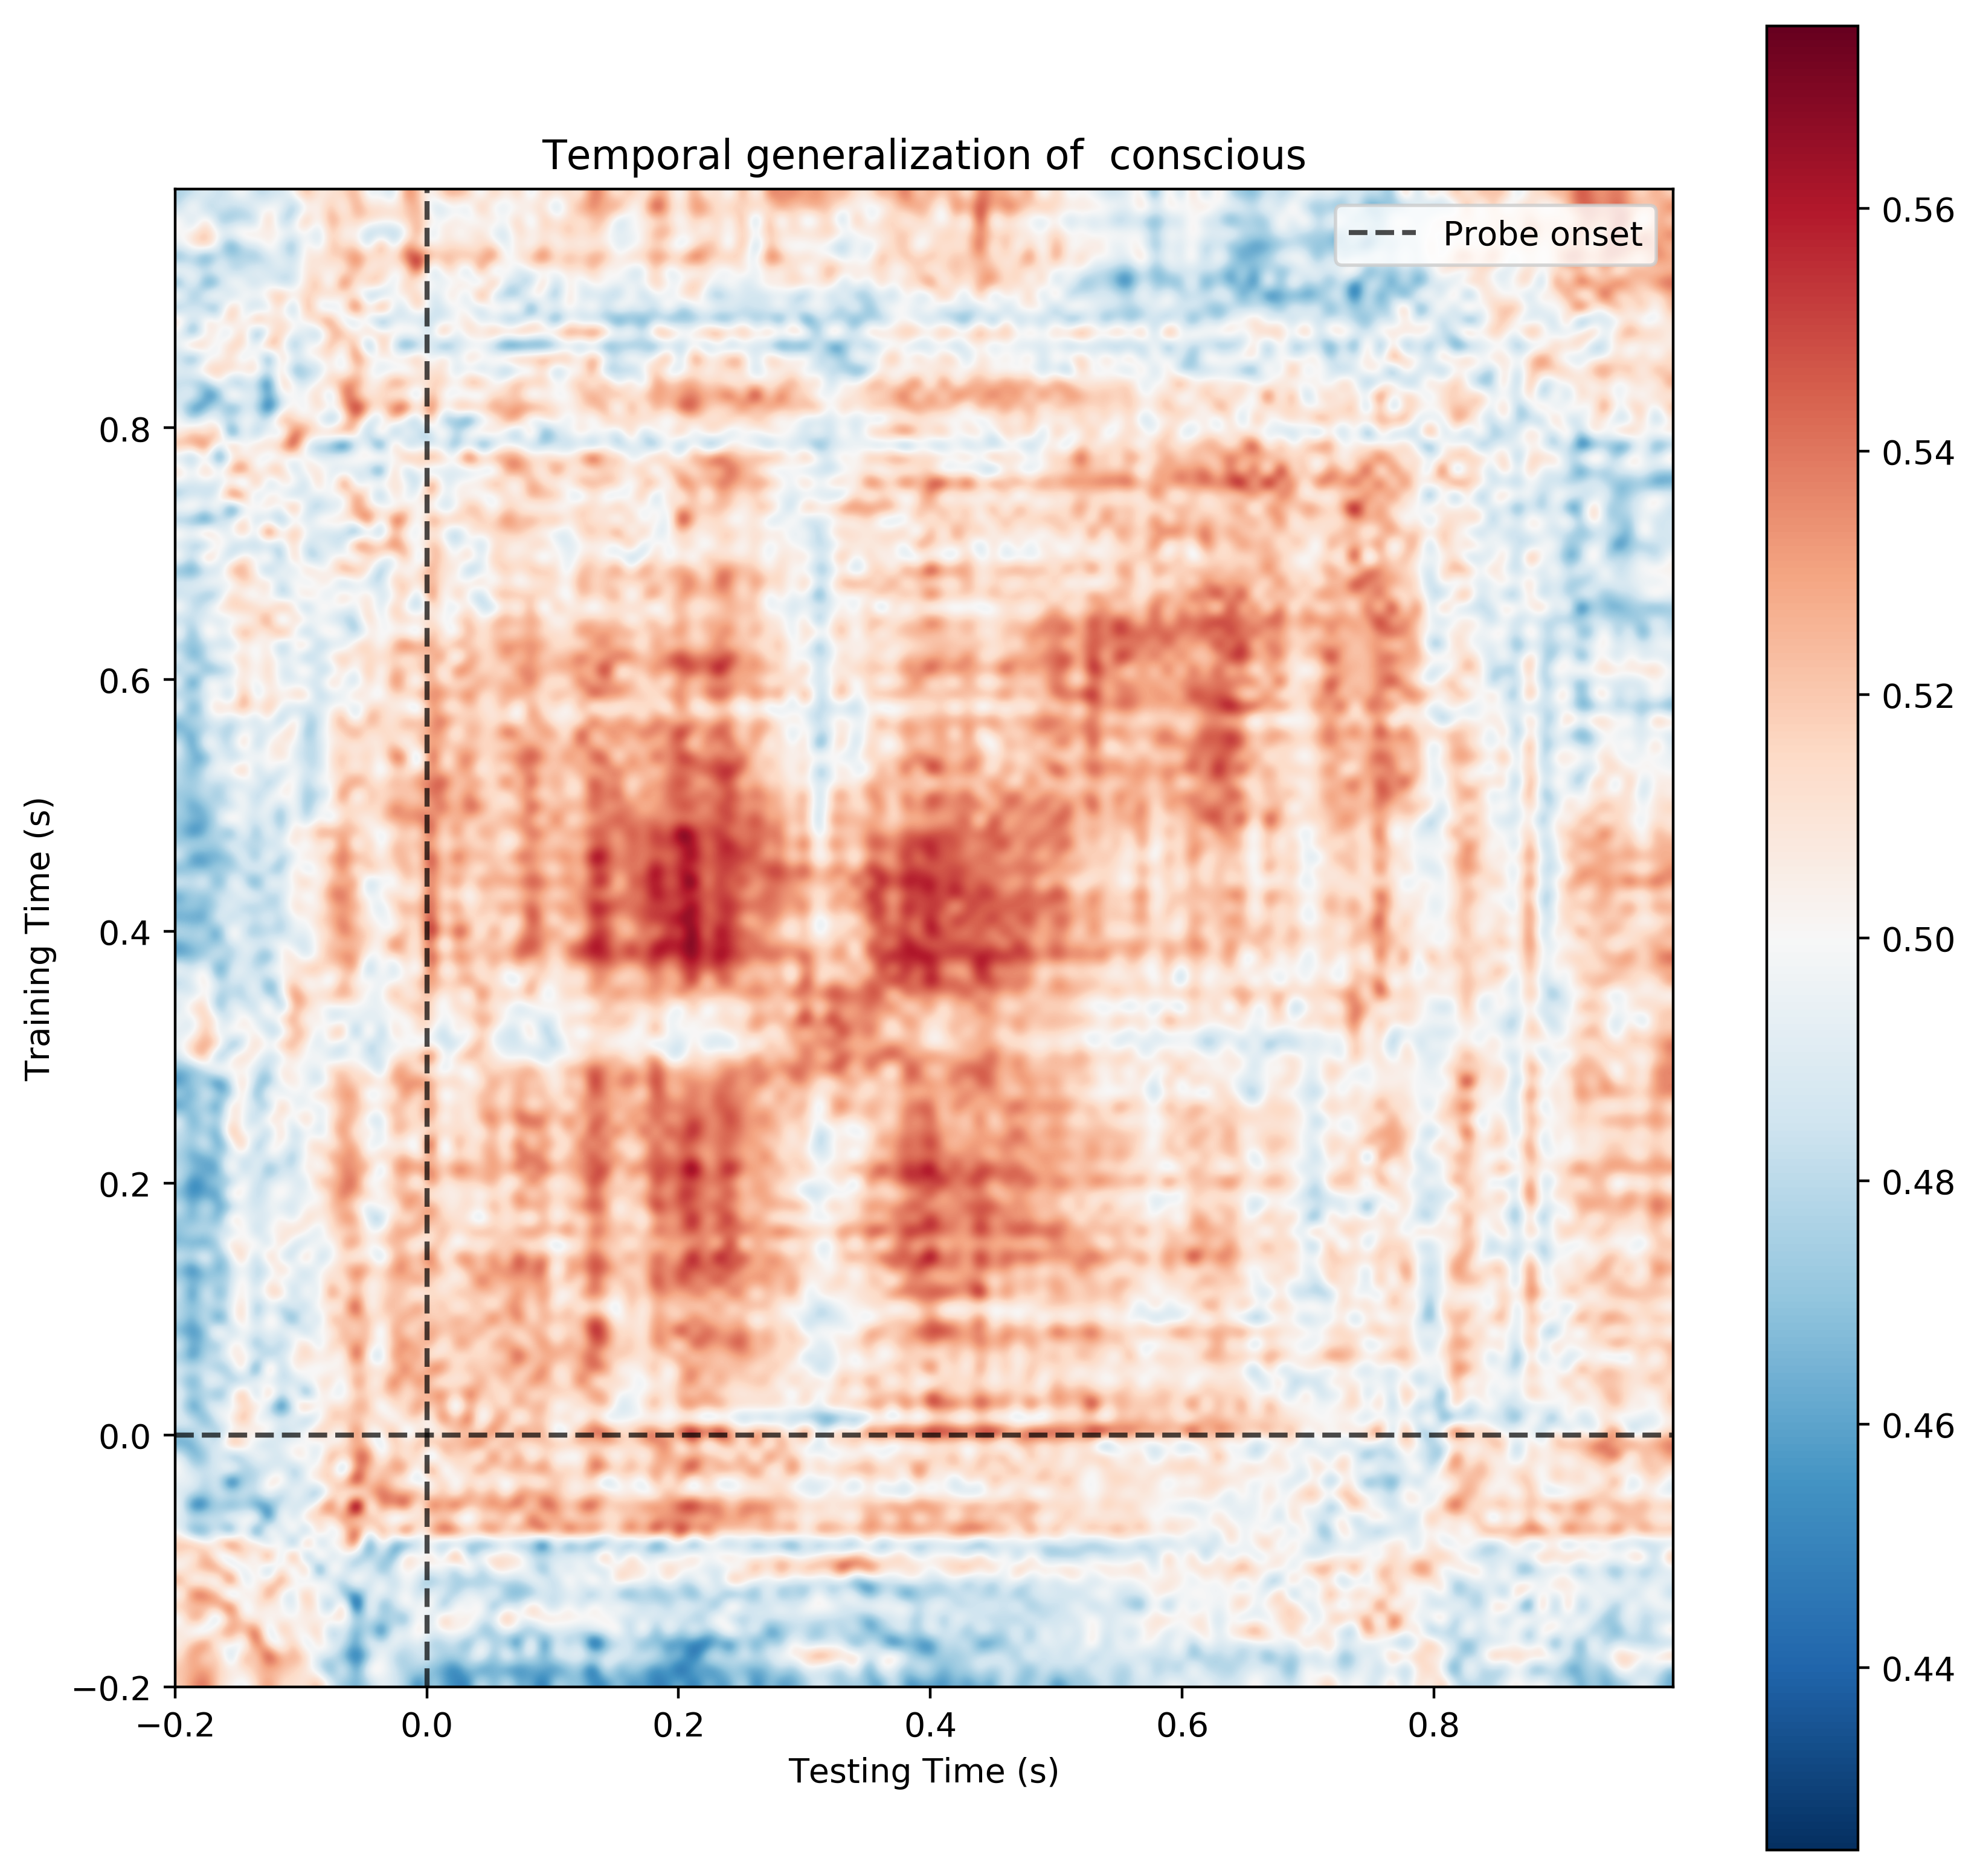 Temporal generalization of  conscious
Probe onset
Training Time (s)
0.8
0.6
0.4
0.2
0.0
−0.2
−0.2 0.0 0.2 0.4 0.6 0.8
Testing Time (s)
0.56
0.54
0.52
0.50
0.48
0.46
0.44